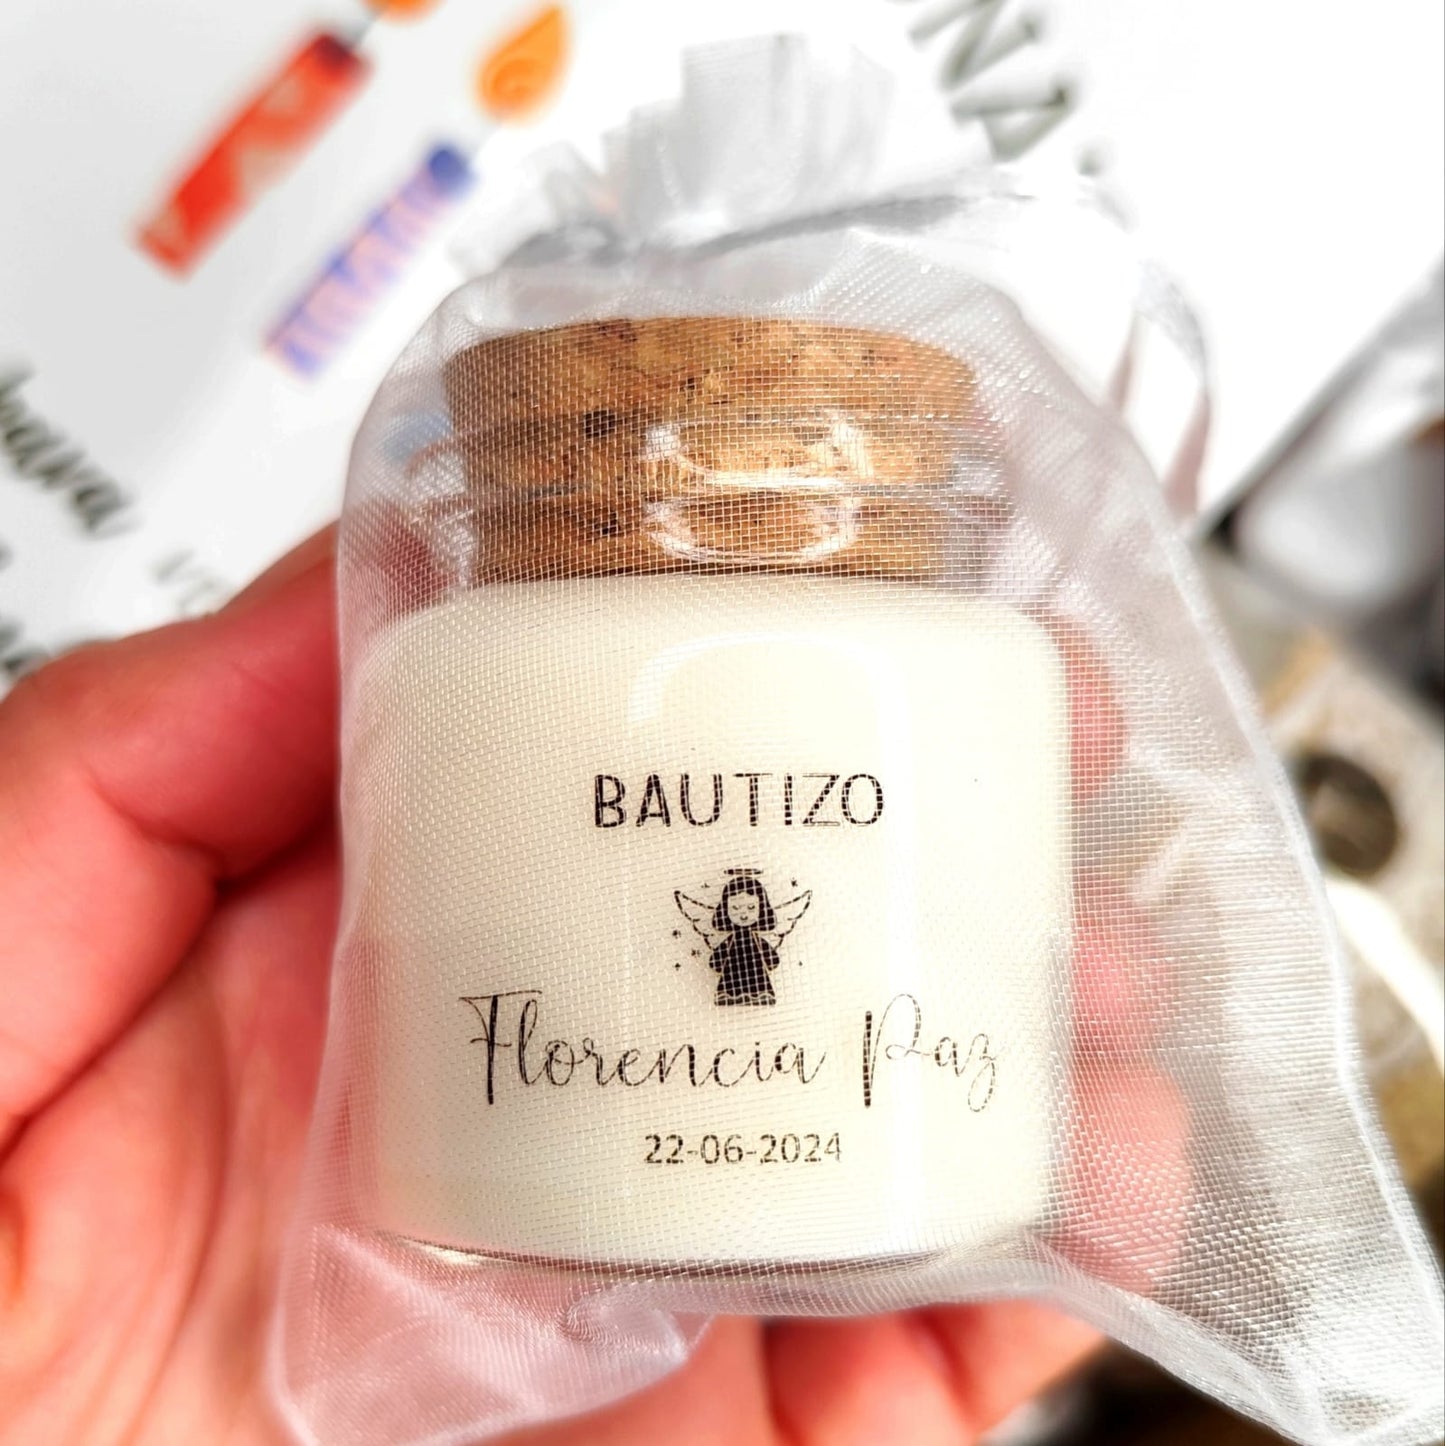 BAUTIZO
Florencia Paz
22-06-2024